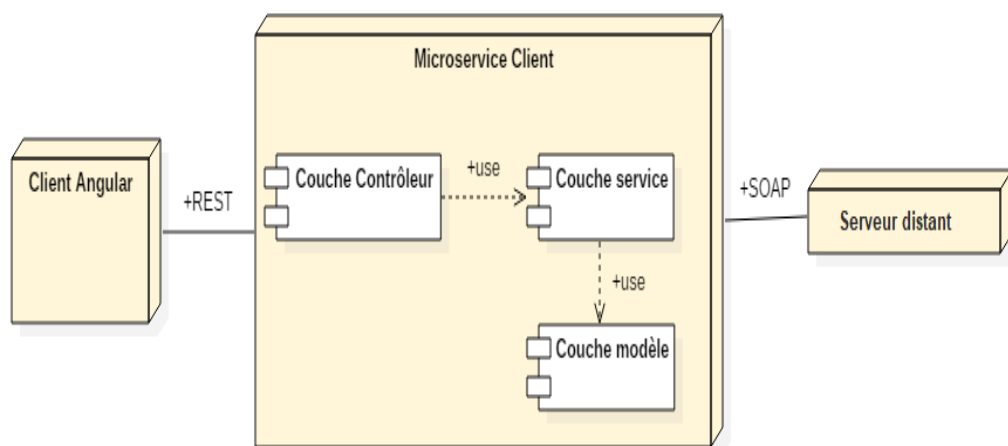 Microservice Client
Client Angular
+REST
Couche Contrôleur
+use
Couche service
+SOAP
Serveur distant
+use
Couche modèle